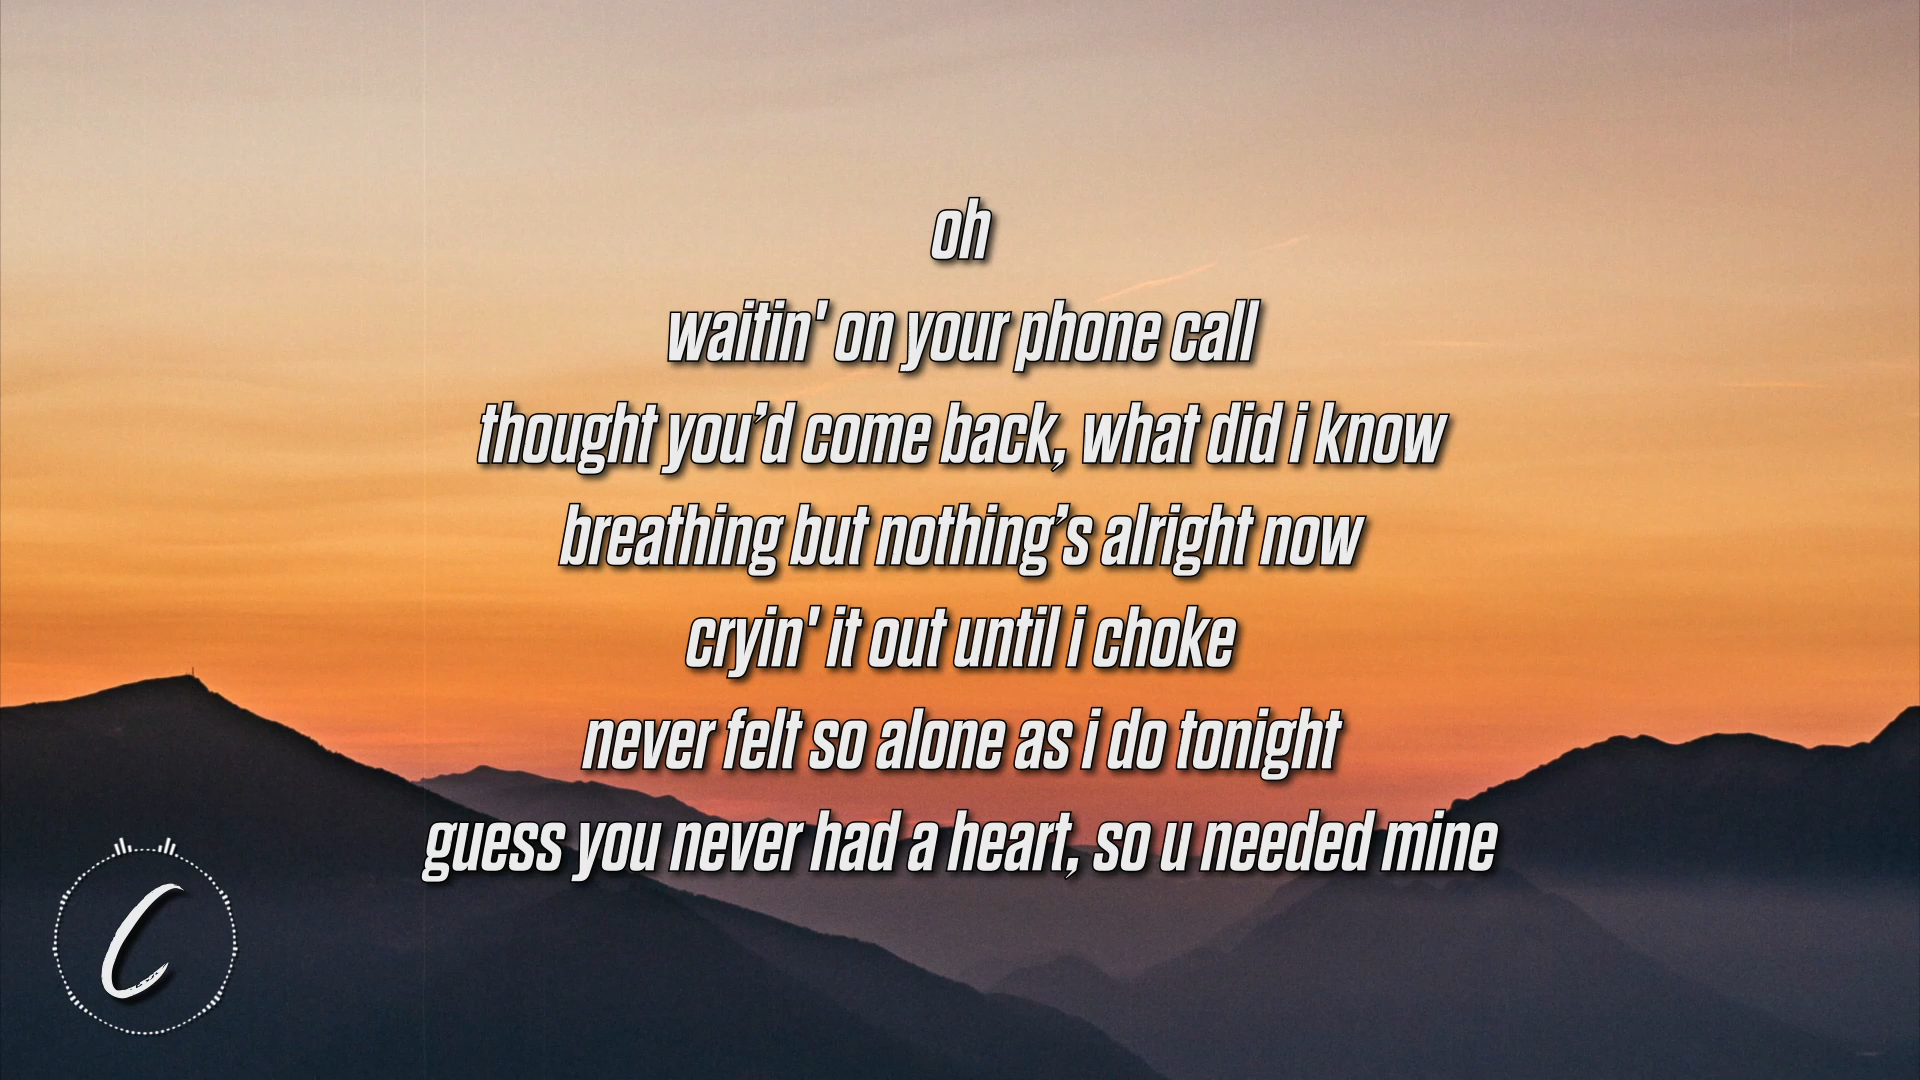 oh
waitin' on your phone call
thought you’d come back, what did i know
breathing but nothing’s alright now
cryin' it out until i choke
never felt so alone as i do tonight
guess you never had a heart, so u needed mine
C